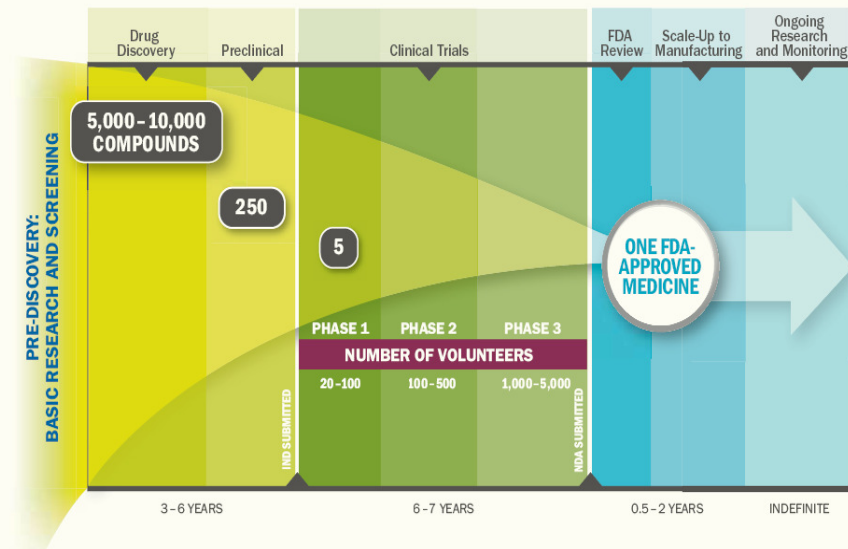 Drug
Discovery
Preclinical
Clinical Trials
FDA
Review
Scale-Up to
Manufacturing
Ongoing
Research
and Monitoring
PRE-DISCOVERY:
BASIC RESEARCH AND SCREENING
5,000–10,000
COMPOUNDS
250
5
ONE FDA-
APPROVED
MEDICINE
PHASE 1
PHASE 2
PHASE 3
NUMBER OF VOLUNTEERS
20–100
100–500
1,000–5,000
IND SUBMITTED
NDA SUBMITTED
3–6 YEARS
6–7 YEARS
0.5–2 YEARS
INDEFINITE